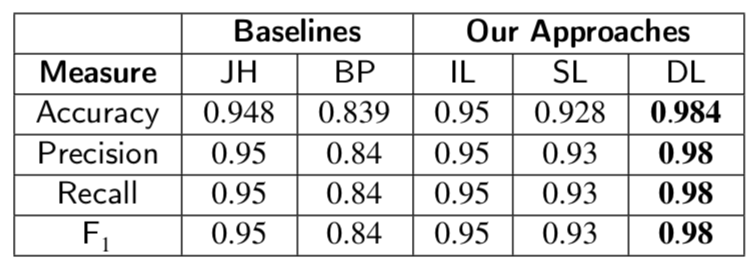 Baselines Our Approaches
Measure JH BP IL SL DL
Accuracy 0.948 0.839 0.95 0.928 0.984
Precision 0.95 0.84 0.95 0.93 0.98
Recall 0.95 0.84 0.95 0.93 0.98
F1 0.95 0.84 0.95 0.93 0.98